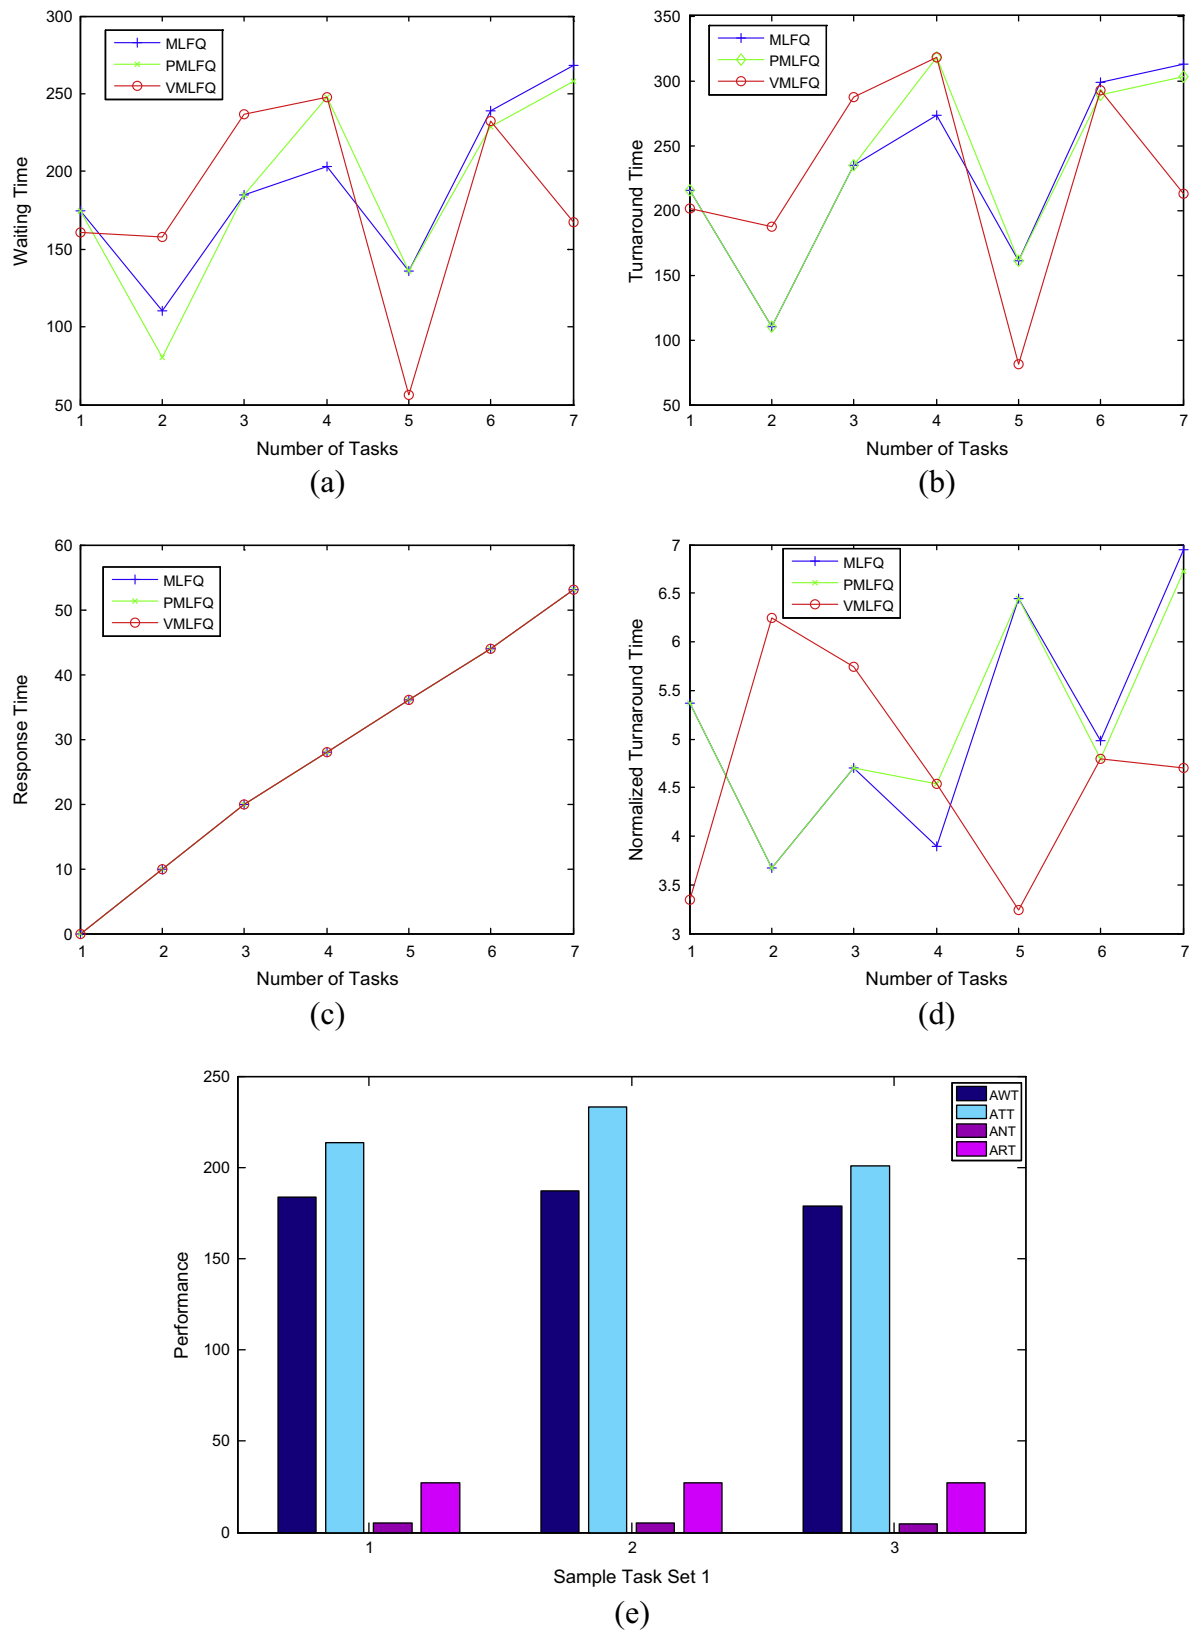 300
250
200
150
100
50
Waiting Time
MLFQ
PMLFQ
VMLFQ
1 2 3 4 5 6 7
Number of Tasks
(a)
350
300
250
200
150
100
50
Turnaround Time
MLFQ
PMLFQ
VMLFQ
1 2 3 4 5 6 7
Number of Tasks
(b)
60
50
40
30
20
10
0
Response Time
MLFQ
PMLFQ
VMLFQ
1 2 3 4 5 6 7
Number of Tasks
(c)
7
6.5
6
5.5
5
4.5
4
3.5
3
Normalized Turnaround Time
MLFQ
PMLFQ
VMLFQ
1 2 3 4 5 6 7
Number of Tasks
(d)
250
200
150
100
50
0
Performance
AWT
ATT
ANT
ART
1 2 3
Sample Task Set 1
(e)